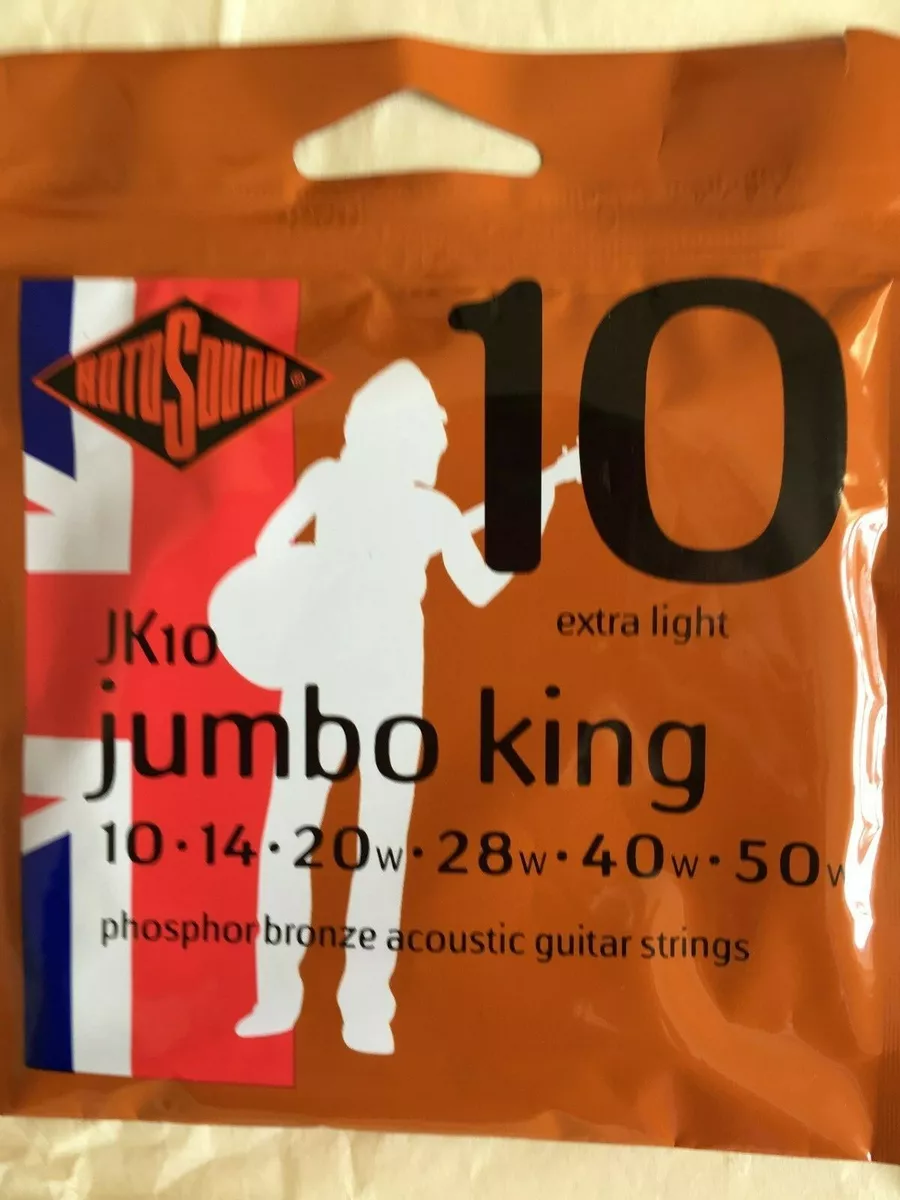 ROTOSOUND®
10
extra light
JK10
jumbo king
10·14·20w·28w·40w·50w
phosphor bronze acoustic guitar strings